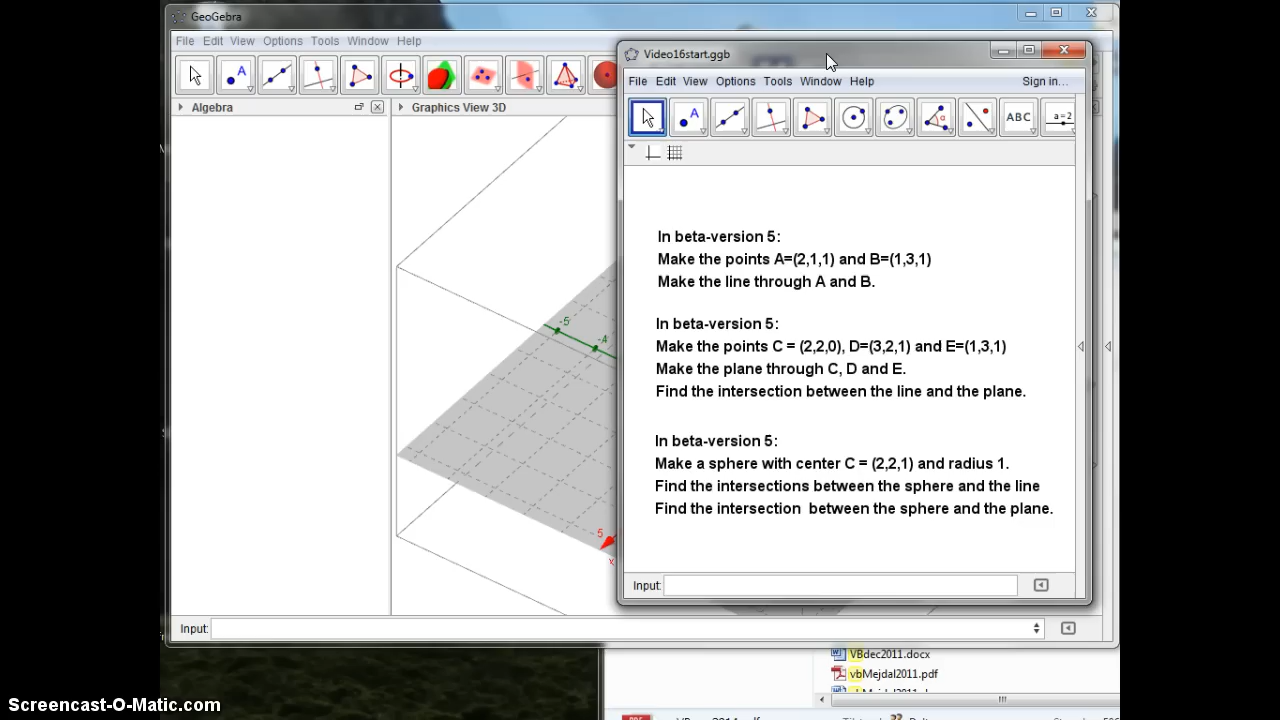 GeoGebra
File Edit View Options Tools Window Help
Algebra
Graphics View 3D
-5
-4
5
x
Input:
Video16start.ggb
File Edit View Options Tools Window Help Sign in...
A
ABC
a=2
In beta-version 5:
Make the points A=(2,1,1) and B=(1,3,1)
Make the line through A and B.
In beta-version 5:
Make the points C = (2,2,0), D=(3,2,1) and E=(1,3,1)
Make the plane through C, D and E.
Find the intersection between the line and the plane.
In beta-version 5:
Make a sphere with center C = (2,2,1) and radius 1.
Find the intersections between the sphere and the line
Find the intersection  between the sphere and the plane.
Input:
VBdec2011.docx
vbMejdal2011.pdf
Screencast-O-Matic.com